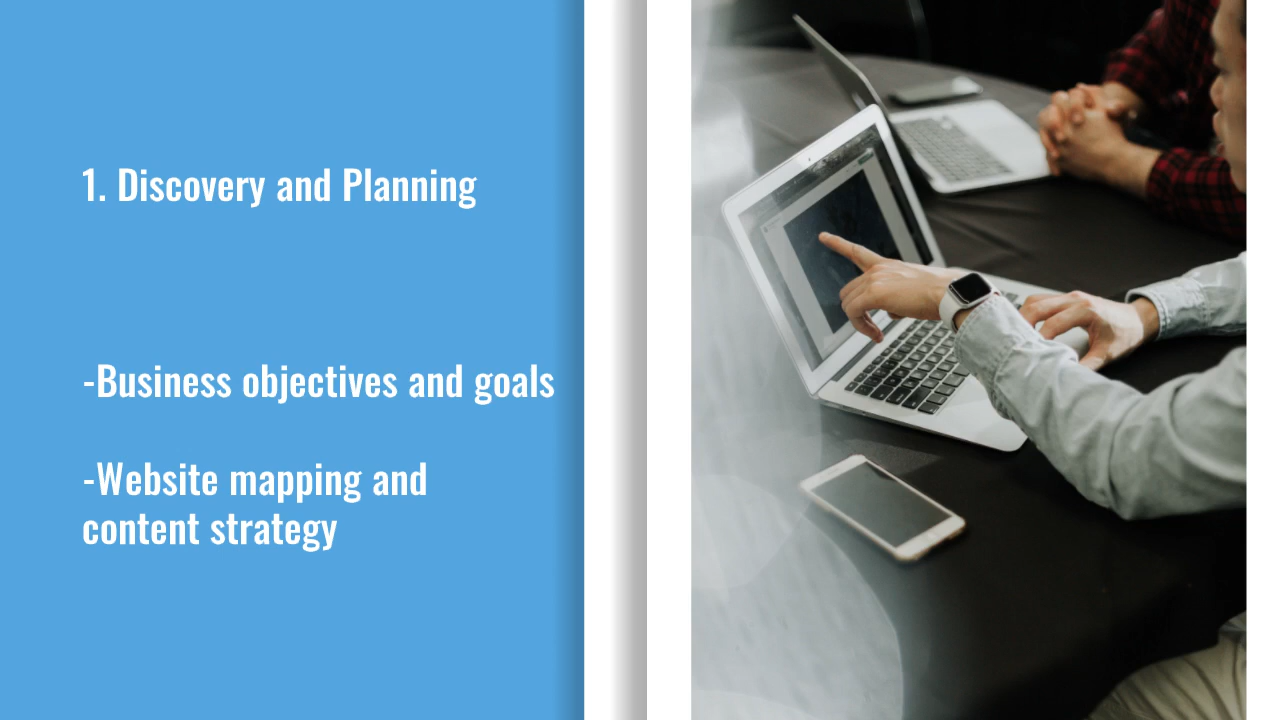 1. Discovery and Planning
-Business objectives and goals
-Website mapping and
content strategy